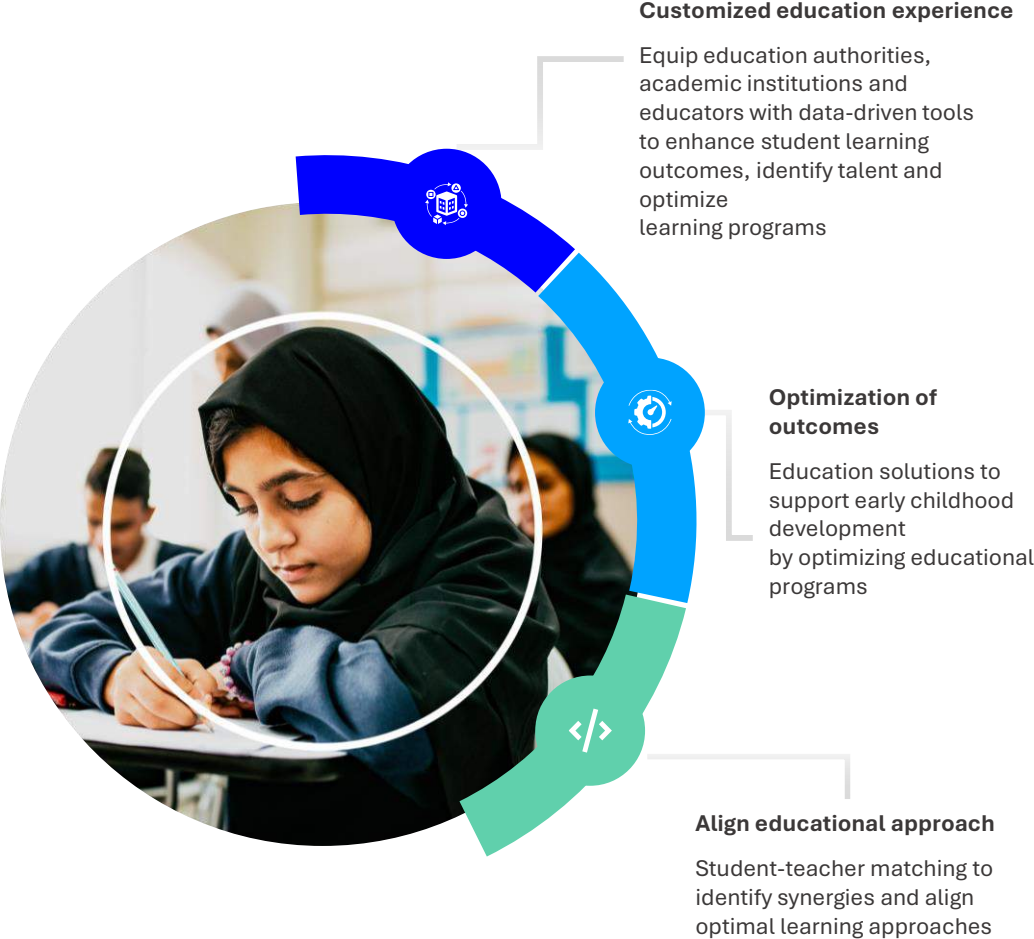 Customized education experience
Equip education authorities,
academic institutions and
educators with data-driven tools
to enhance student learning
outcomes, identify talent and
optimize
learning programs
Optimization of
outcomes
Education solutions to
support early childhood
development
by optimizing educational
programs
Align educational approach
Student-teacher matching to
identify synergies and align
optimal learning approaches